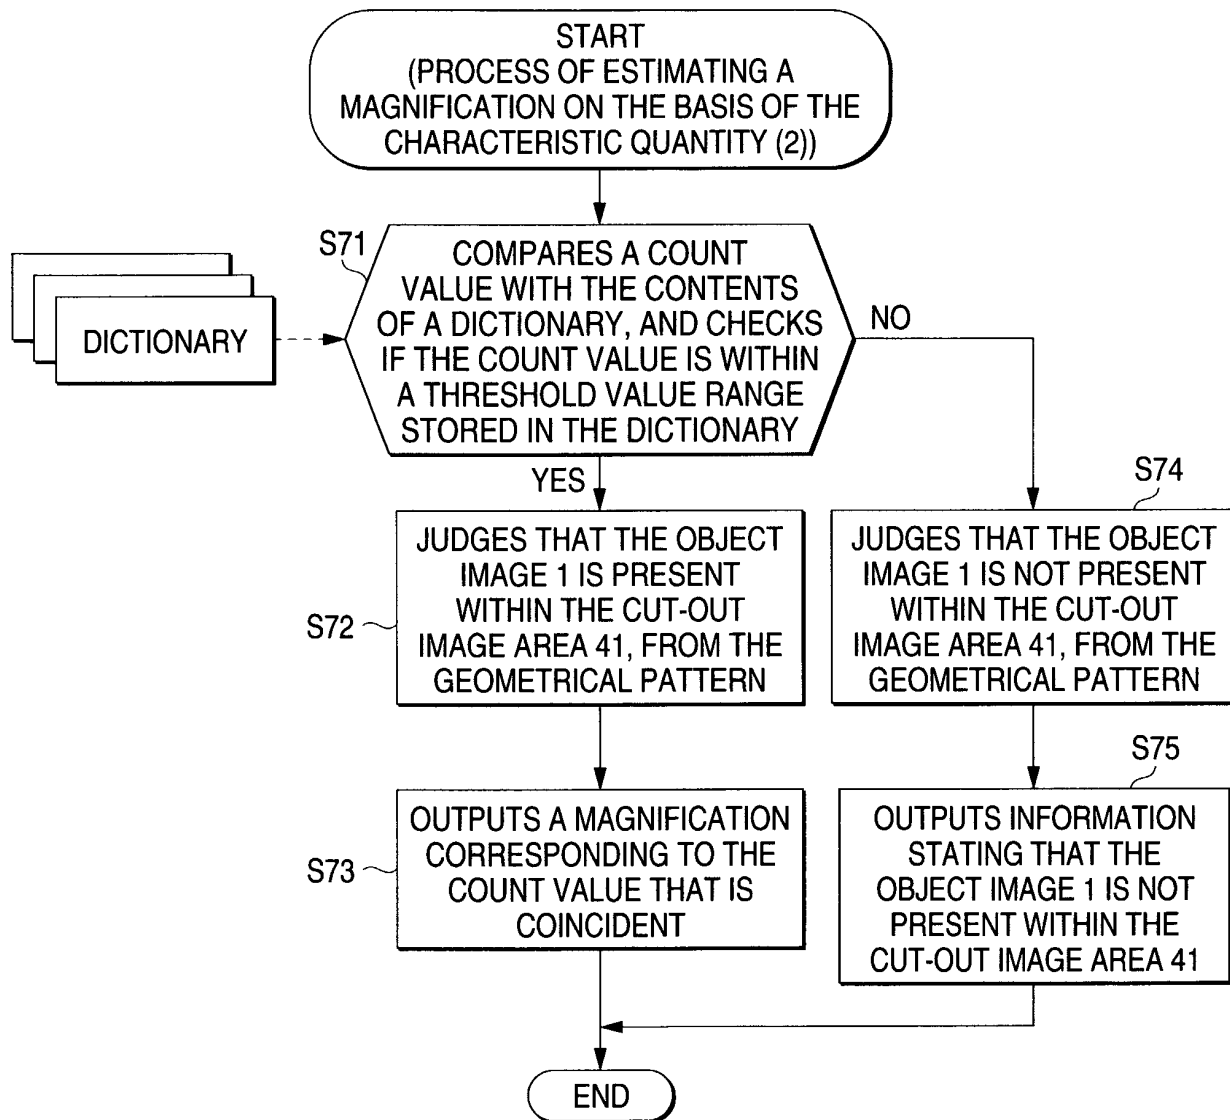 START
(PROCESS OF ESTIMATING A
MAGNIFICATION ON THE BASIS OF THE
CHARACTERISTIC QUANTITY (2))
S71
COMPARES A COUNT
VALUE WITH THE CONTENTS
OF A DICTIONARY, AND CHECKS
IF THE COUNT VALUE IS WITHIN
A THRESHOLD VALUE RANGE
STORED IN THE DICTIONARY
DICTIONARY
NO
YES
S72
JUDGES THAT THE OBJECT
IMAGE 1 IS PRESENT
WITHIN THE CUT-OUT
IMAGE AREA 41, FROM THE
GEOMETRICAL PATTERN
S74
JUDGES THAT THE OBJECT
IMAGE 1 IS NOT PRESENT
WITHIN THE CUT-OUT
IMAGE AREA 41, FROM THE
GEOMETRICAL PATTERN
S73
OUTPUTS A MAGNIFICATION
CORRESPONDING TO THE
COUNT VALUE THAT IS
COINCIDENT
S75
OUTPUTS INFORMATION
STATING THAT THE
OBJECT IMAGE 1 IS NOT
PRESENT WITHIN THE
CUT-OUT IMAGE AREA 41
END